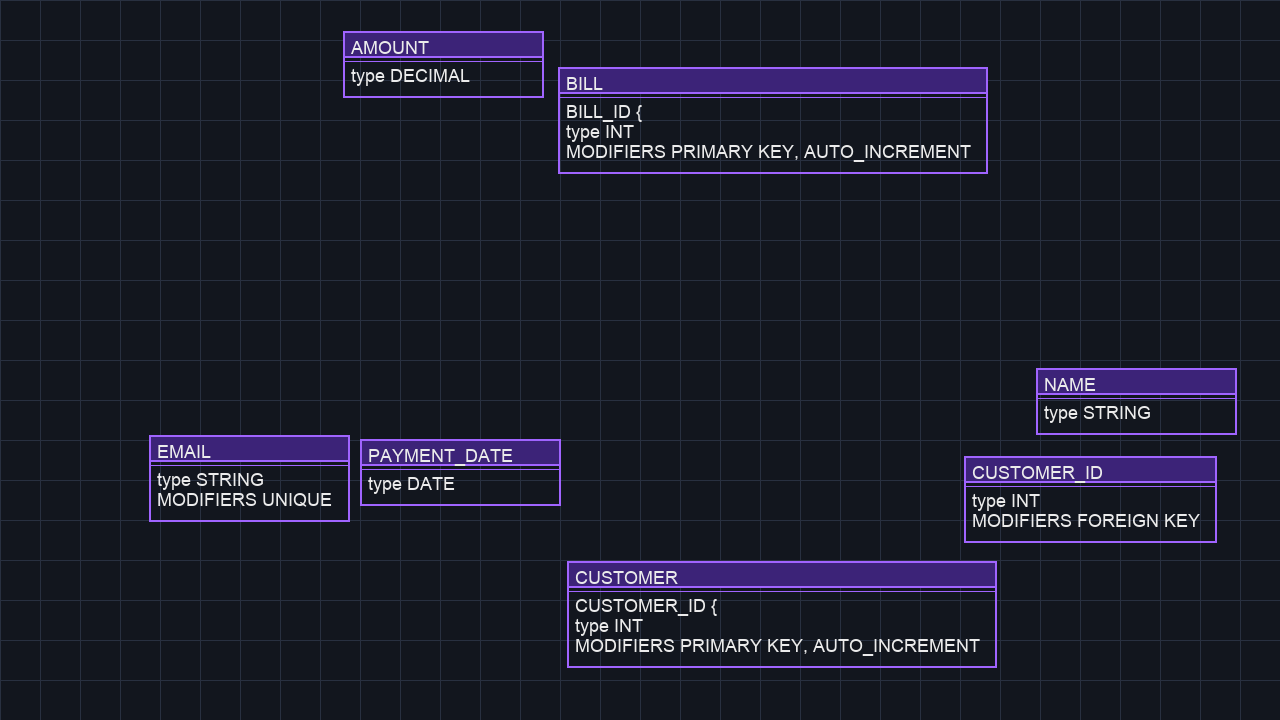 AMOUNT
type DECIMAL
BILL
BILL_ID {
type INT
MODIFIERS PRIMARY KEY, AUTO_INCREMENT
NAME
type STRING
EMAIL
type STRING
MODIFIERS UNIQUE
PAYMENT_DATE
type DATE
CUSTOMER_ID
type INT
MODIFIERS FOREIGN KEY
CUSTOMER
CUSTOMER_ID {
type INT
MODIFIERS PRIMARY KEY, AUTO_INCREMENT